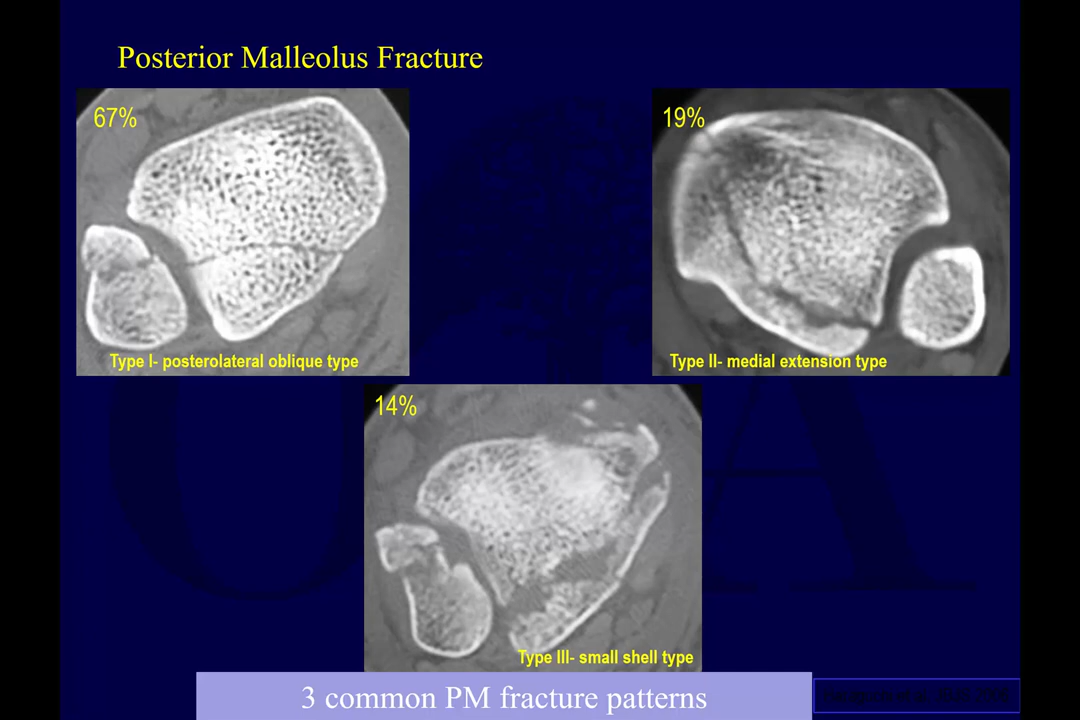 Posterior Malleolus Fracture
67%
19%
Type I- posterolateral oblique type
Type II- medial extension type
14%
Type III- small shell type
3 common PM fracture patterns